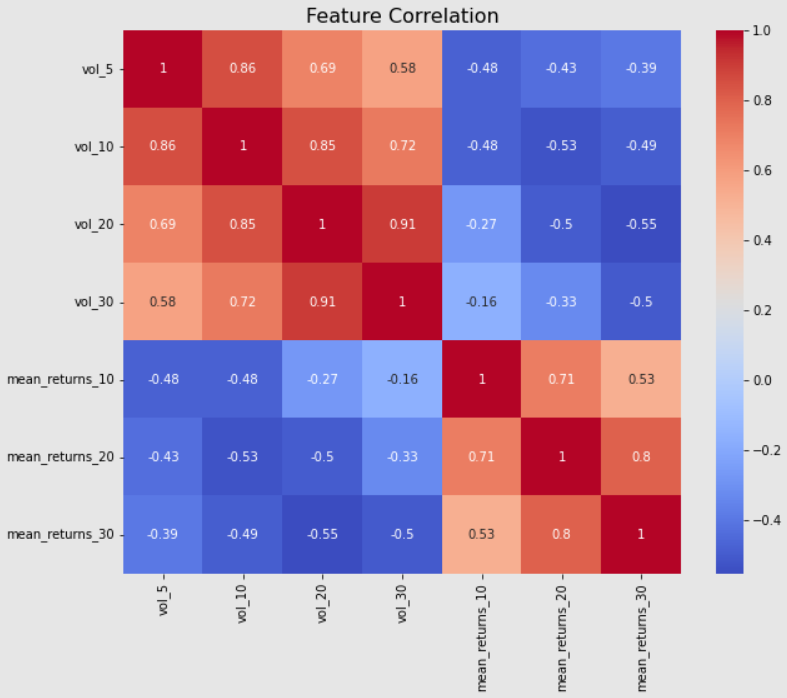 Feature Correlation
vol_5 1 0.86 0.69 0.58 -0.48 -0.43 -0.39
vol_10 0.86 1 0.85 0.72 -0.48 -0.53 -0.49
vol_20 0.69 0.85 1 0.91 -0.27 -0.5 -0.55
vol_30 0.58 0.72 0.91 1 -0.16 -0.33 -0.5
mean_returns_10 -0.48 -0.48 -0.27 -0.16 1 0.71 0.53
mean_returns_20 -0.43 -0.53 -0.5 -0.33 0.71 1 0.8
mean_returns_30 -0.39 -0.49 -0.55 -0.5 0.53 0.8 1
vol_5 vol_10 vol_20 vol_30 mean_returns_10 mean_returns_20 mean_returns_30
1.0
0.8
0.6
0.4
0.2
0.0
−0.2
−0.4